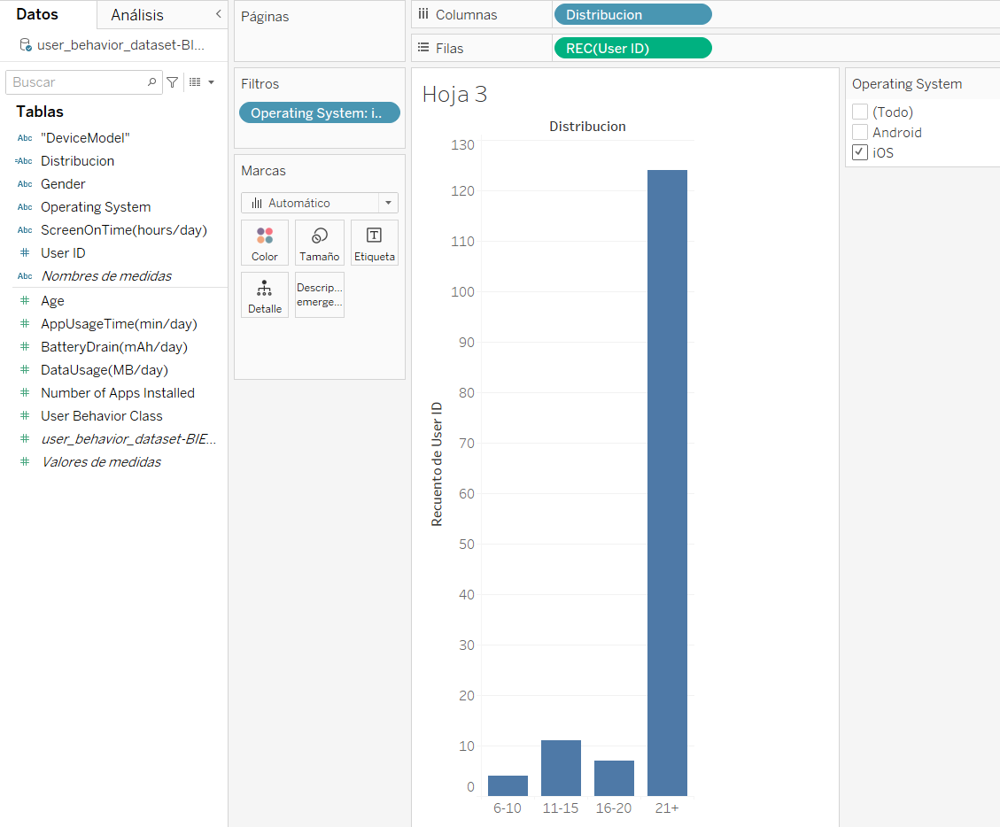 Datos
Análisis
user_behavior_dataset-BI...
Buscar
Tablas
Abc "DeviceModel"
=Abc Distribucion
Abc Gender
Abc Operating System
Abc ScreenOnTime(hours/day)
# User ID
Abc Nombres de medidas
# Age
# AppUsageTime(min/day)
# BatteryDrain(mAh/day)
# DataUsage(MB/day)
# Number of Apps Installed
# User Behavior Class
# user_behavior_dataset-BIE...
# Valores de medidas
Páginas
Filtros
Operating System: i..
Marcas
Automático
Color
Tamaño
Etiqueta
Detalle
Descrip...
emerge...
Columnas
Distribucion
Filas
REC(User ID)
Hoja 3
Distribucion
Recuento de User ID
130
120
110
100
90
80
70
60
50
40
30
20
10
0
6-10
11-15
16-20
21+
Operating System
(Todo)
Android
iOS